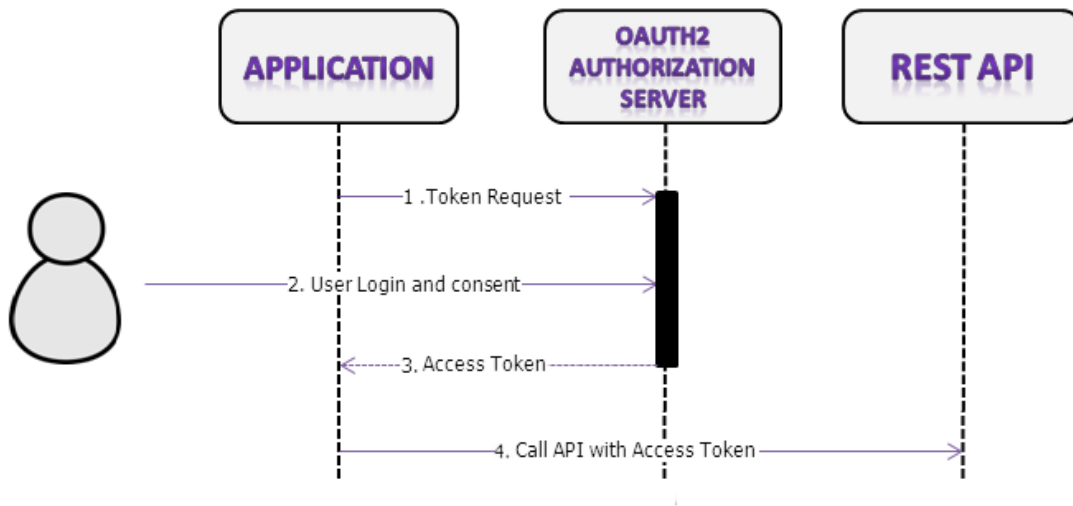 APPLICATION
OAUTH2
AUTHORIZATION
SERVER
REST API
1 .Token Request
2. User Login and consent
3. Access Token
4. Call API with Access Token